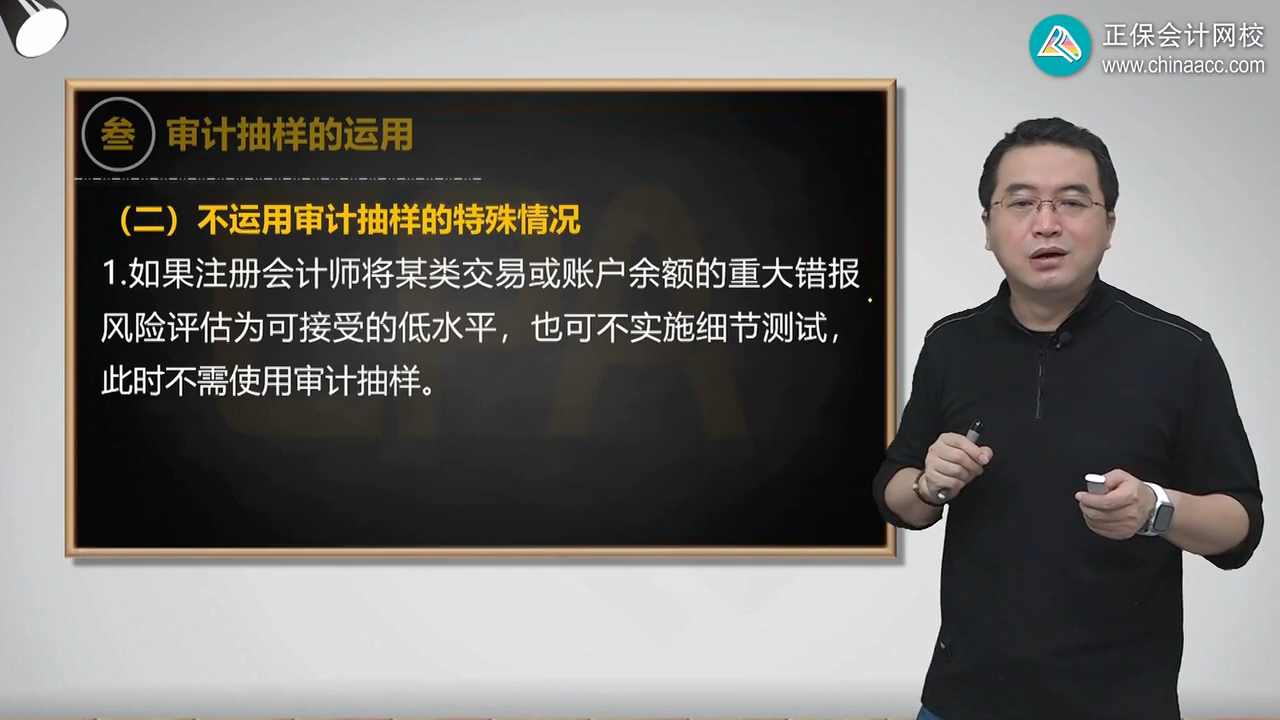 正保会计网校
www.chinaacc.com
叁 审计抽样的运用
（二）不运用审计抽样的特殊情况
1.如果注册会计师将某类交易或账户余额的重大错报
风险评估为可接受的低水平，也可不实施细节测试，
此时不需使用审计抽样。
CPA